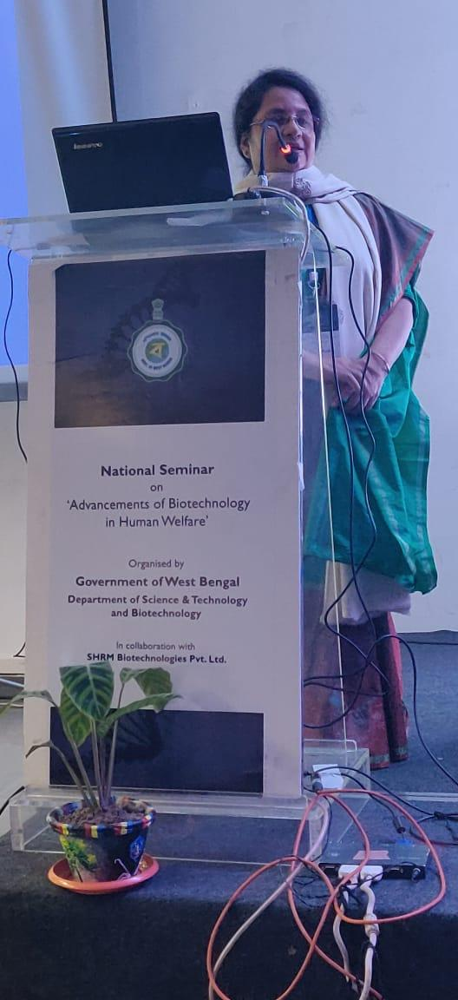 lenovo
National Seminar
on
'Advancements of Biotechnology
in Human Welfare'
Organised by
Government of West Bengal
Department of Science & Technology
and Biotechnology
In collaboration with
SHRM Biotechnologies Pvt. Ltd.